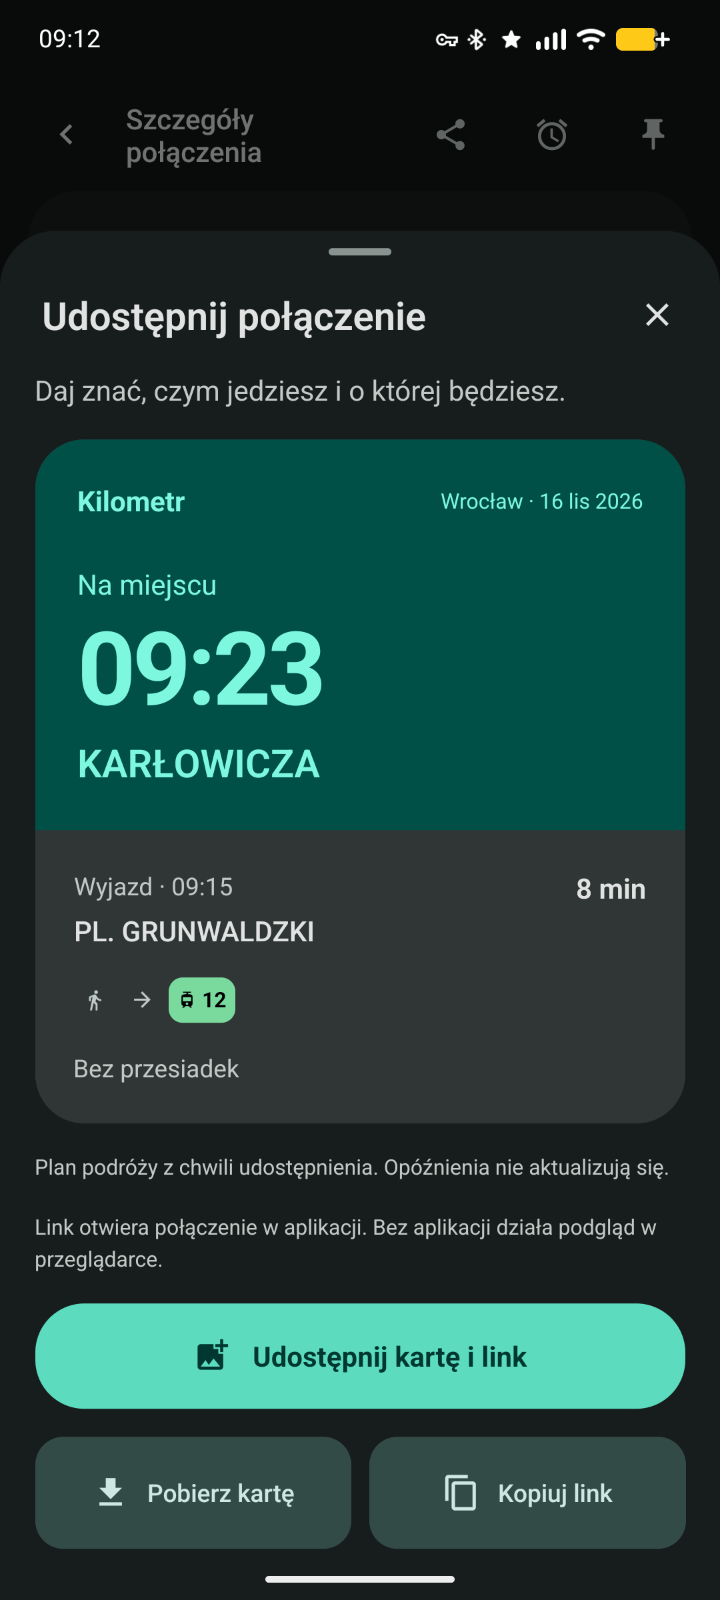 09:12
Szczegóły
połączenia
Udostępnij połączenie
Daj znać, czym jedziesz i o której będziesz.
Kilometr
Wrocław · 16 lis 2026
Na miejscu
09:23
KARŁOWICZA
Wyjazd · 09:15
8 min
PL. GRUNWALDZKI
12
Bez przesiadek
Plan podróży z chwili udostępnienia. Opóźnienia nie aktualizują się.
Link otwiera połączenie w aplikacji. Bez aplikacji działa podgląd w
przeglądarce.
Udostępnij kartę i link
Pobierz kartę
Kopiuj link